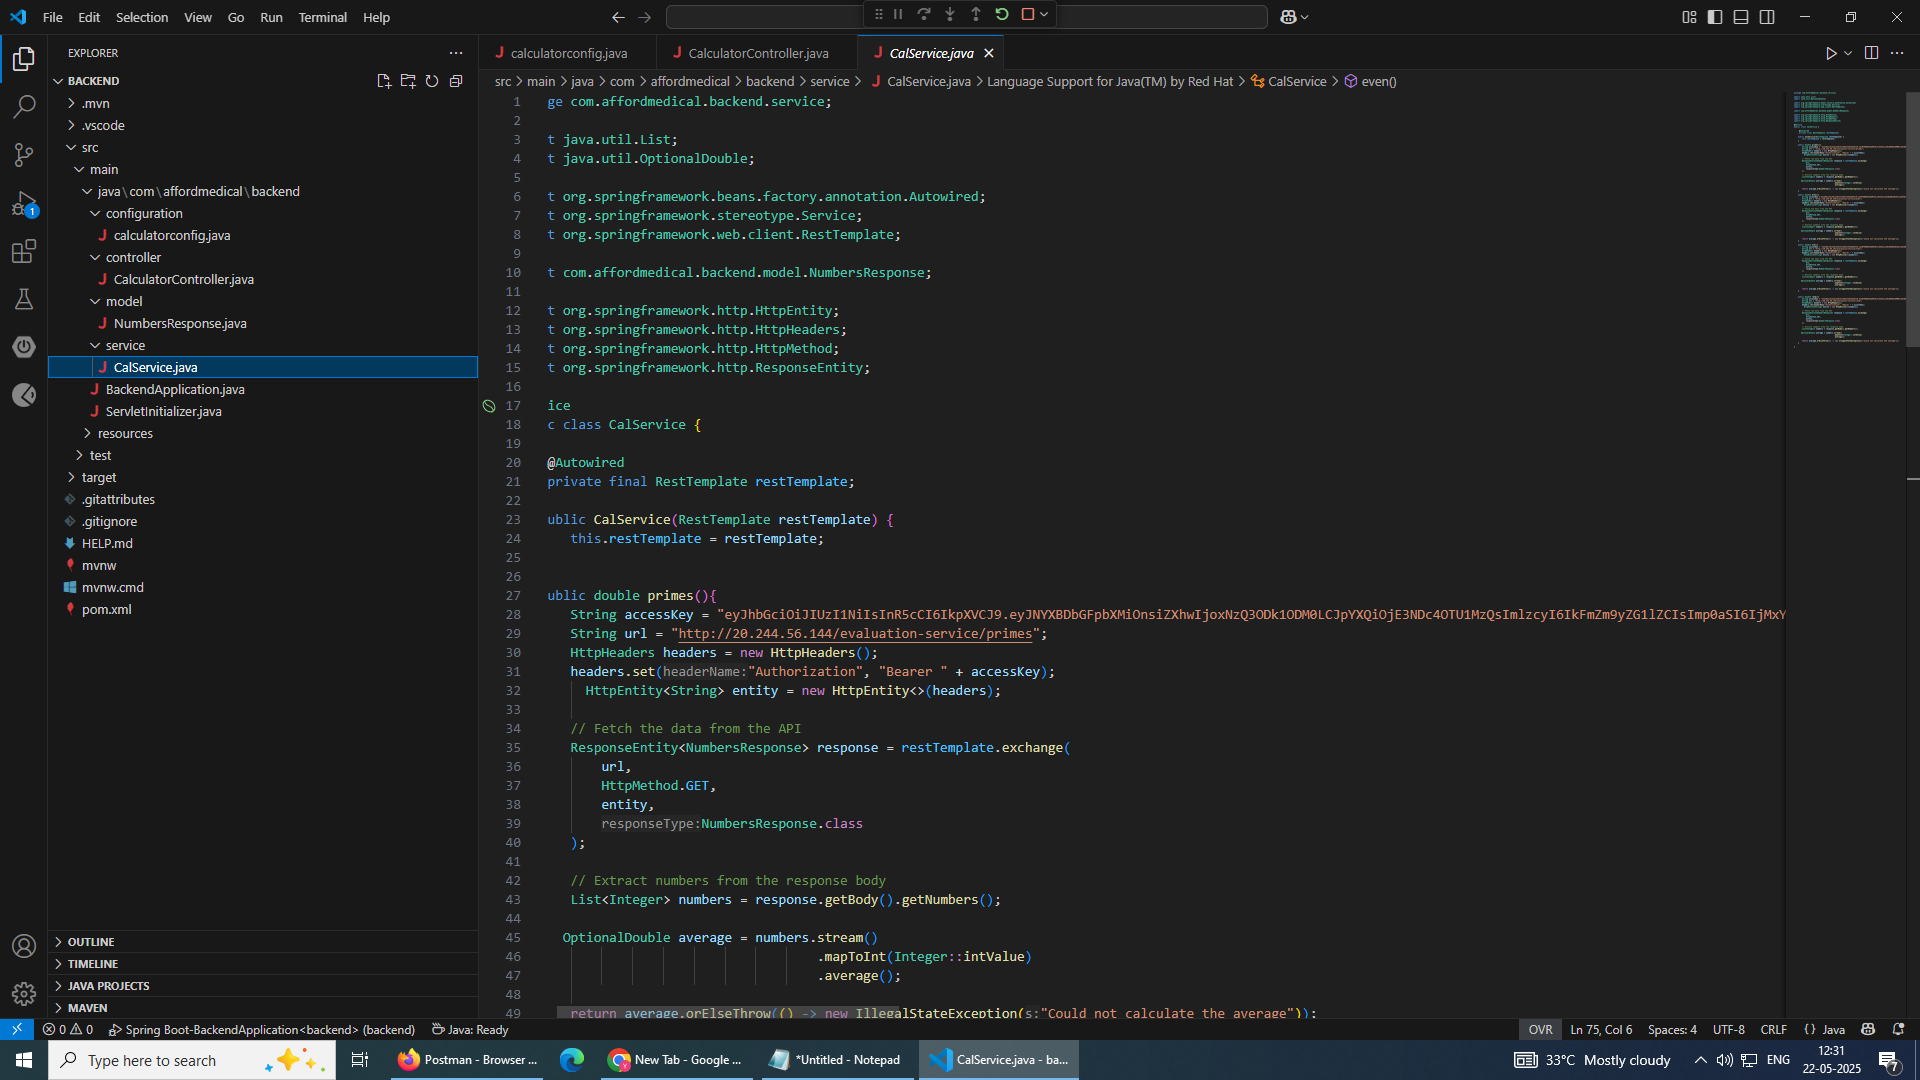 File Edit Selection View Go Run Terminal Help
EXPLORER
BACKEND
.mvn
.vscode
src
main
java\com\affordmedical\backend
configuration
calculatorconfig.java
controller
CalculatorController.java
model
NumbersResponse.java
service
CalService.java
BackendApplication.java
ServletInitializer.java
resources
test
target
.gitattributes
.gitignore
HELP.md
mvnw
mvnw.cmd
pom.xml
OUTLINE
TIMELINE
JAVA PROJECTS
MAVEN
1
calculatorconfig.java CalculatorController.java CalService.java
src > main > java > com > affordmedical > backend > service > CalService.java > Language Support for Java(TM) by Red Hat > CalService > even()
1 ge com.affordmedical.backend.service;
2
3 t java.util.List;
4 t java.util.OptionalDouble;
5
6 t org.springframework.beans.factory.annotation.Autowired;
7 t org.springframework.stereotype.Service;
8 t org.springframework.web.client.RestTemplate;
9
10 t com.affordmedical.backend.model.NumbersResponse;
11
12 t org.springframework.http.HttpEntity;
13 t org.springframework.http.HttpHeaders;
14 t org.springframework.http.HttpMethod;
15 t org.springframework.http.ResponseEntity;
16
17 ice
18 c class CalService {
19
20 @Autowired
21 private final RestTemplate restTemplate;
22
23 ublic CalService(RestTemplate restTemplate) {
24 this.restTemplate = restTemplate;
25
26
27 ublic double primes(){
28 String accessKey = "eyJhbGciOiJIUzI1NiIsInR5cCI6IkpXVCJ9.eyJNYXBDbGFpbXMiOnsiZXhwIjoxNzQ3ODk1ODM0LCJpYXQiOjE3NDc4OTU1MzQsImlzcyI6IkFmZm9yZG1lZCIsImp0aSI6IjMxY
29 String url = "http://20.244.56.144/evaluation-service/primes";
30 HttpHeaders headers = new HttpHeaders();
31 headers.set(headerName:"Authorization", "Bearer " + accessKey);
32 HttpEntity<String> entity = new HttpEntity<>(headers);
33
34 // Fetch the data from the API
35 ResponseEntity<NumbersResponse> response = restTemplate.exchange(
36 url,
37 HttpMethod.GET,
38 entity,
39 responseType:NumbersResponse.class
40 );
41
42 // Extract numbers from the response body
43 List<Integer> numbers = response.getBody().getNumbers();
44
45 OptionalDouble average = numbers.stream()
46 .mapToInt(Integer::intValue)
47 .average();
48
49 return average.orElseThrow(() -> new IllegalStateException(s:"Could not calculate the average"));
0 0 Spring Boot-BackendApplication<backend> (backend) Java: Ready OVR Ln 75, Col 6 Spaces: 4 UTF-8 CRLF {} Java
Type here to search Postman - Browser ... New Tab - Google ... *Untitled - Notepad CalService.java - ba... 33°C Mostly cloudy ENG 12:31
22-05-2025
7